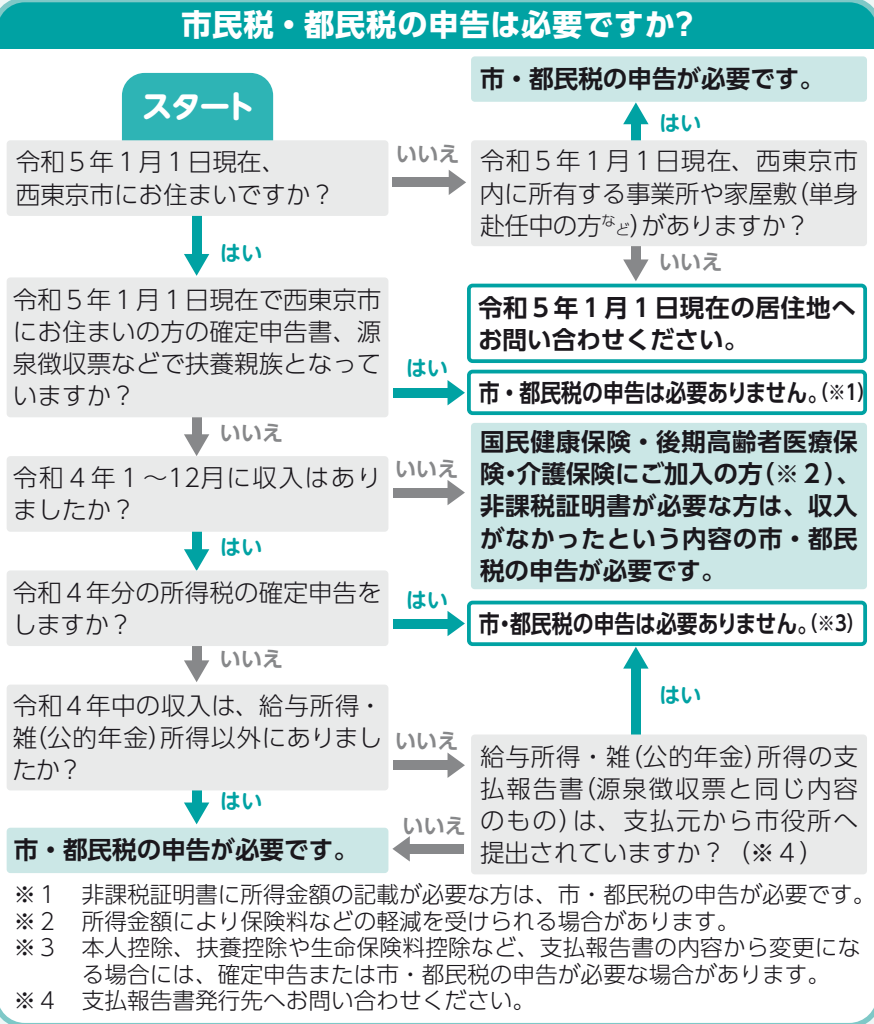 市民税・都民税の申告は必要ですか?
スタート
令和5年1月1日現在、
西東京市にお住まいですか？
いいえ
令和5年1月1日現在、西東京市
内に所有する事業所や家屋敷(単身
赴任中の方など)がありますか？
はい
市・都民税の申告が必要です。
いいえ
令和5年1月1日現在の居住地へ
お問い合わせください。
はい
令和5年1月1日現在で西東京市
にお住まいの方の確定申告書、源
泉徴収票などで扶養親族となって
いますか？
はい
市・都民税の申告は必要ありません。(※1)
いいえ
令和4年1～12月に収入はあり
ましたか？
いいえ
国民健康保険・後期高齢者医療保
険・介護保険にご加入の方(※2)、
非課税証明書が必要な方は、収入
がなかったという内容の市・都民
税の申告が必要です。
はい
令和4年分の所得税の確定申告を
しますか？
はい
市・都民税の申告は必要ありません。(※3)
いいえ
令和4年中の収入は、給与所得・
雑(公的年金)所得以外にありまし
たか？
いいえ
給与所得・雑(公的年金)所得の支
払報告書(源泉徴収票と同じ内容
のもの)は、支払元から市役所へ
提出されていますか？(※4)
はい
いいえ
はい
市・都民税の申告が必要です。
※1 非課税証明書に所得金額の記載が必要な方は、市・都民税の申告が必要です。
※2 所得金額により保険料などの軽減を受けられる場合があります。
※3 本人控除、扶養控除や生命保険料控除など、支払報告書の内容から変更にな
る場合には、確定申告または市・都民税の申告が必要な場合があります。
※4 支払報告書発行先へお問い合わせください。